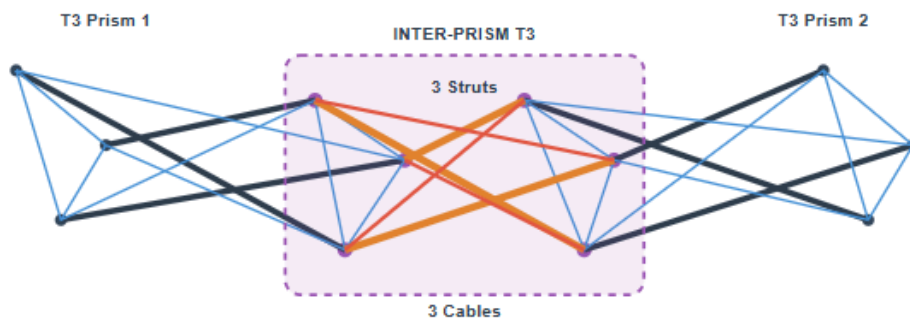 T3 Prism 1
T3 Prism 2
INTER-PRISM T3
3 Struts
3 Cables